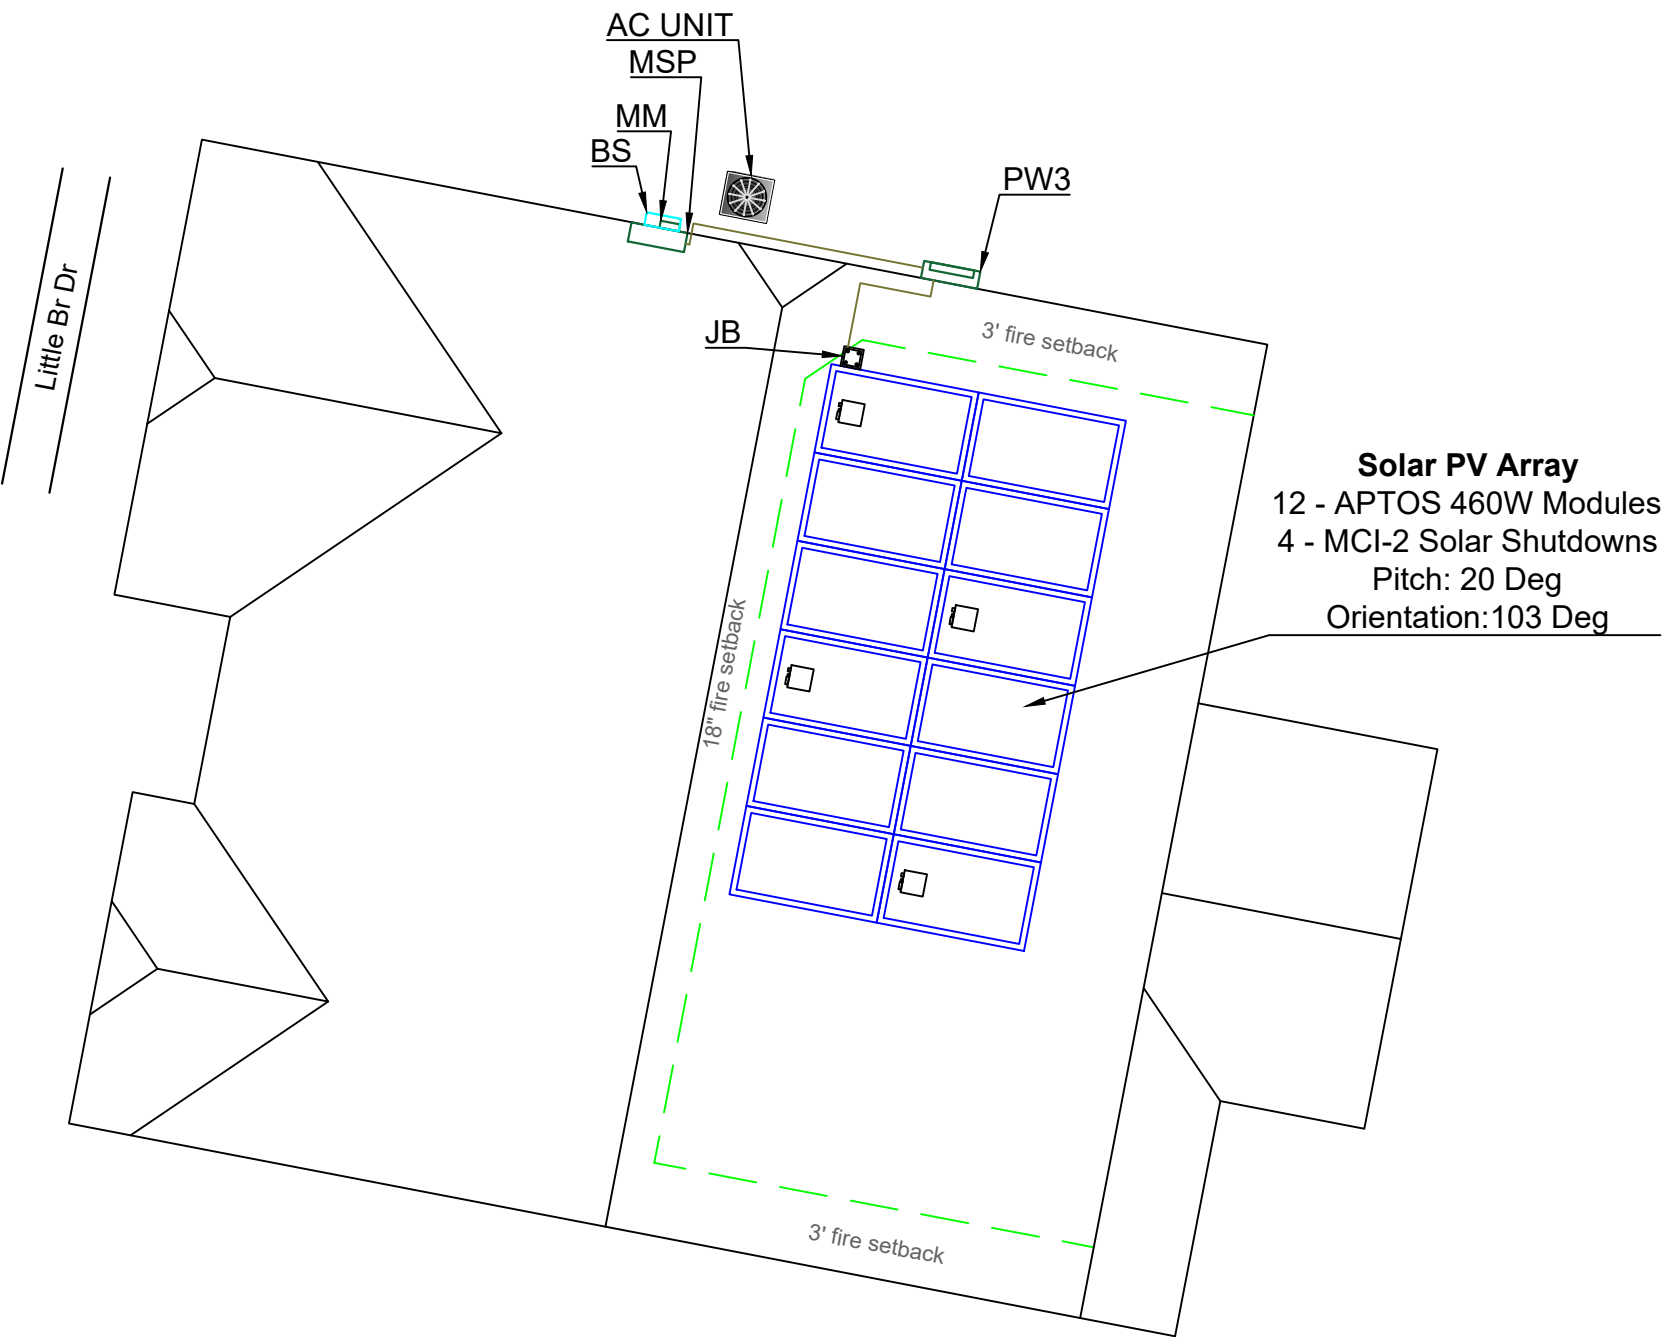 AC UNIT
MSP
MM
BS
PW3
Little Br Dr
JB
3' fire setback
Solar PV Array
12 - APTOS 460W Modules
4 - MCI-2 Solar Shutdowns
Pitch: 20 Deg
Orientation:103 Deg
18" fire setback
3' fire setback